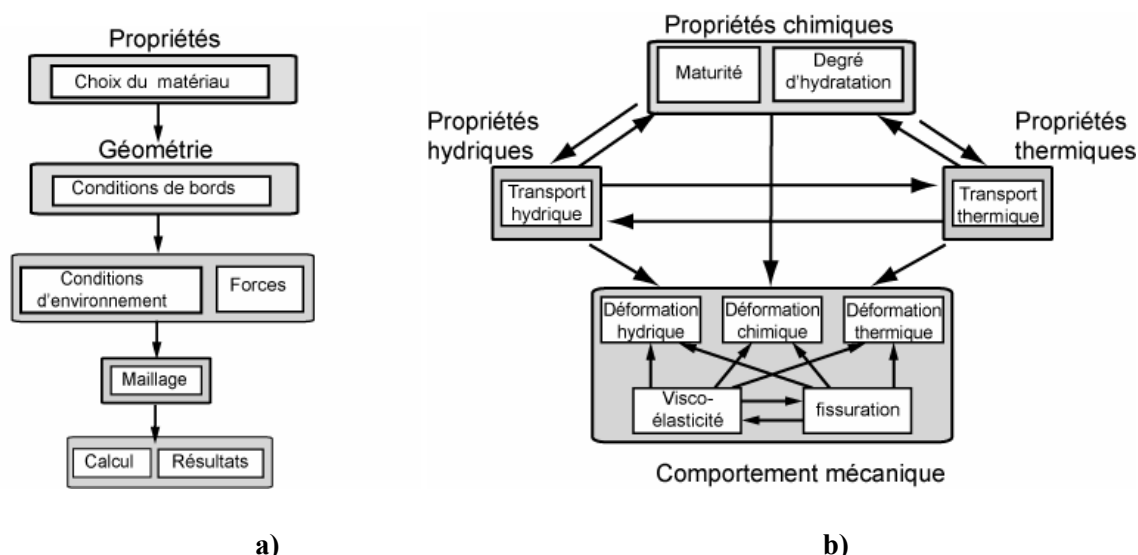 Propriétés
Choix du matériau
Géométrie
Conditions de bords
Conditions
d'environnement
Forces
Maillage
Calcul
Résultats
a)
Propriétés chimiques
Maturité
Degré
d'hydratation
Propriétés
hydriques
Propriétés
thermiques
Transport
hydrique
Transport
thermique
Déformation
hydrique
Déformation
chimique
Déformation
thermique
Visco-
élasticité
fissuration
Comportement mécanique
b)